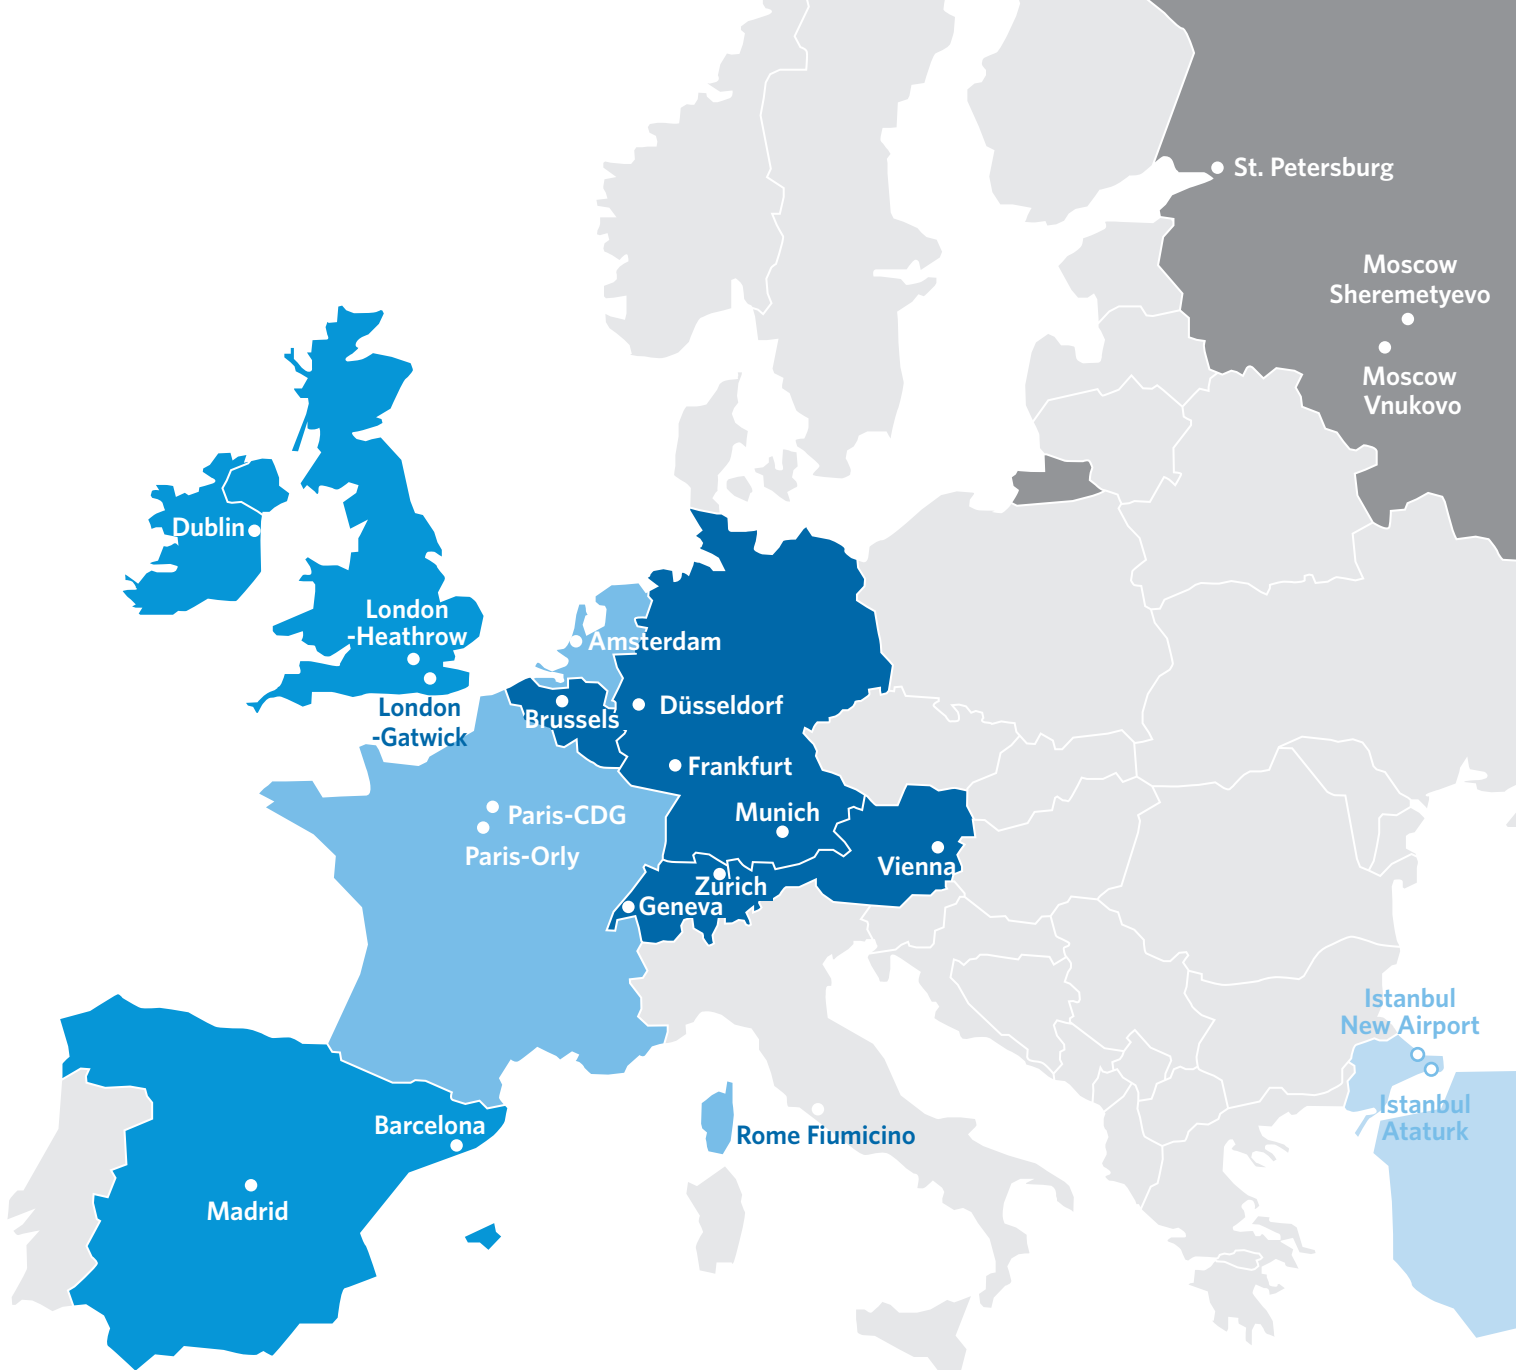 St. Petersburg
Moscow
Sheremetyevo
Moscow
Vnukovo
Dublin
London
-Heathrow
London
-Gatwick
Amsterdam
Brussels
Düsseldorf
Frankfurt
Munich
Paris-CDG
Paris-Orly
Vienna
Zürich
Geneva
Istanbul
New Airport
Istanbul
Ataturk
Barcelona
Rome Fiumicino
Madrid